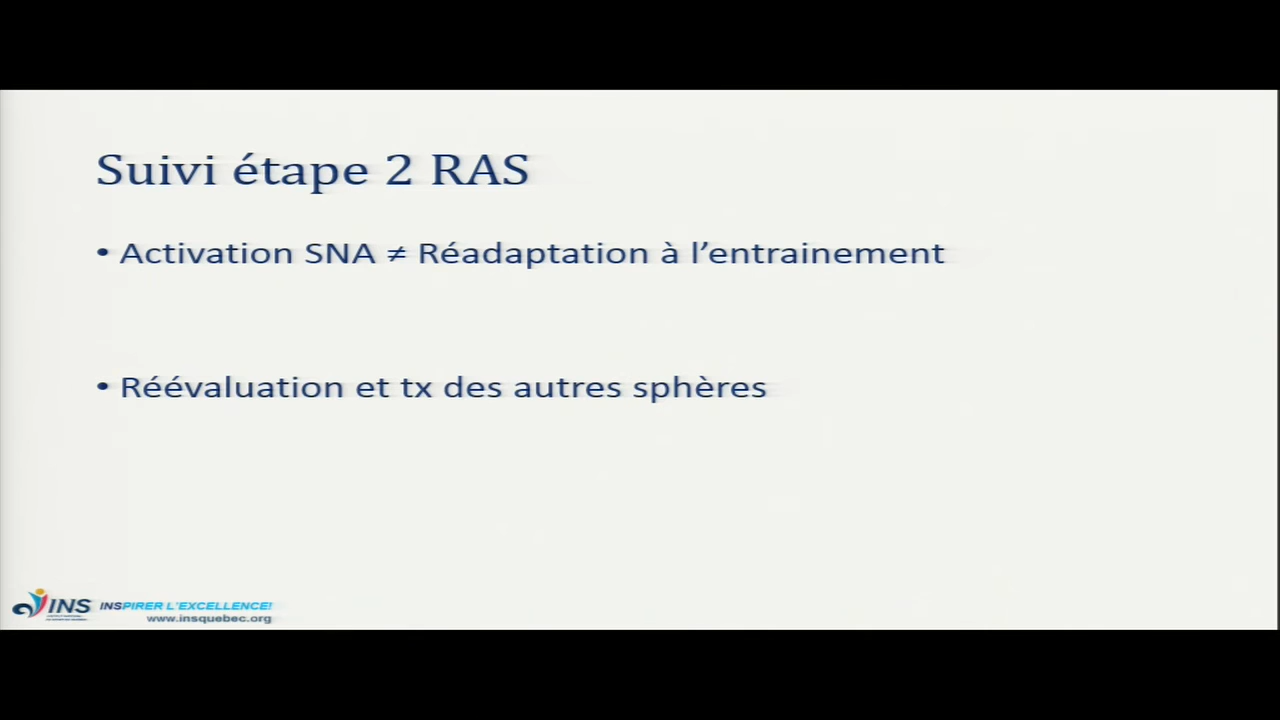 Suivi étape 2 RAS
• Activation SNA ≠ Réadaptation à l’entrainement
• Réévaluation et tx des autres sphères
INS INSPIRER L'EXCELLENCE!
www.insquebec.org